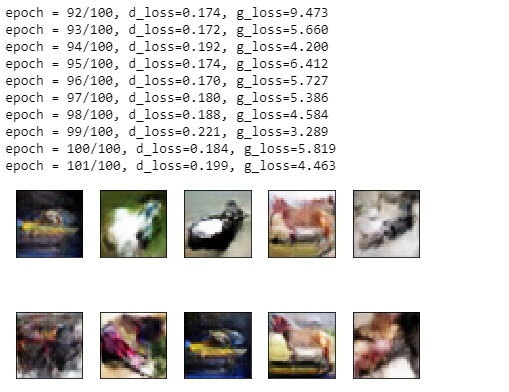 epoch = 92/100, d_loss=0.174, g_loss=9.473
epoch = 93/100, d_loss=0.172, g_loss=5.660
epoch = 94/100, d_loss=0.192, g_loss=4.200
epoch = 95/100, d_loss=0.174, g_loss=6.412
epoch = 96/100, d_loss=0.170, g_loss=5.727
epoch = 97/100, d_loss=0.180, g_loss=5.386
epoch = 98/100, d_loss=0.188, g_loss=4.584
epoch = 99/100, d_loss=0.221, g_loss=3.289
epoch = 100/100, d_loss=0.184, g_loss=5.819
epoch = 101/100, d_loss=0.199, g_loss=4.463